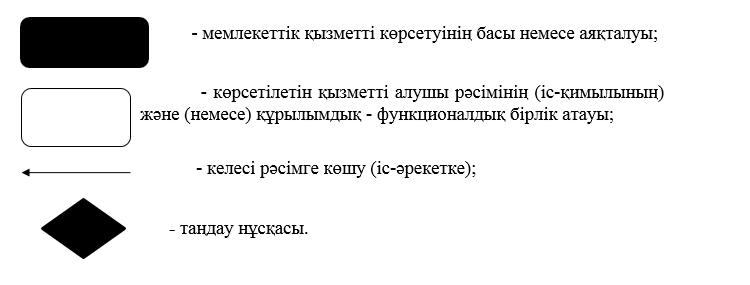 - мемлекеттік қызметті көрсетуінің басы немесе аяқталуы;
- көрсетілетін қызметті алушы рәсімінің (іс-қимылының)
және (немесе) құрылымдық - функционалдық бірлік атауы;
- келесі рәсімге көшу (іс-әрекетке);
- таңдау нұсқасы.